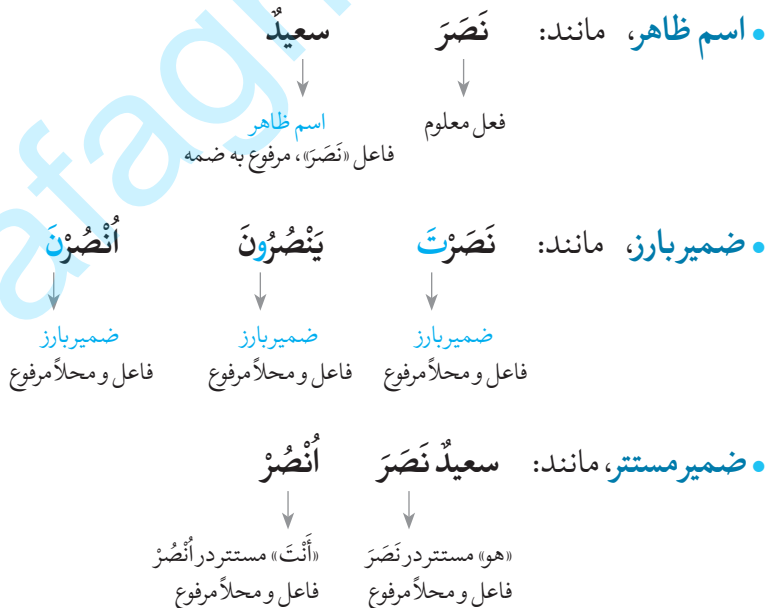 • اسم ظاهر، مانند: نَصَرَ سعیدٌ
فعل معلوم اسم ظاهر
فاعل «نَصَرَ»، مرفوع به ضمه
• ضمیر بارز، مانند: نَصَرْتَ يَنْصُرُونَ اُنْصُرْنَ
ضمیر بارز ضمیر بارز ضمیر بارز
فاعل و محلاً مرفوع فاعل و محلاً مرفوع فاعل و محلاً مرفوع
• ضمیر مستتر، مانند: سعیدٌ نَصَرَ اُنْصُرْ
«هو» مستتر در نَصَرَ «أَنْتَ» مستتر در اُنْصُرْ
فاعل و محلاً مرفوع فاعل و محلاً مرفوع